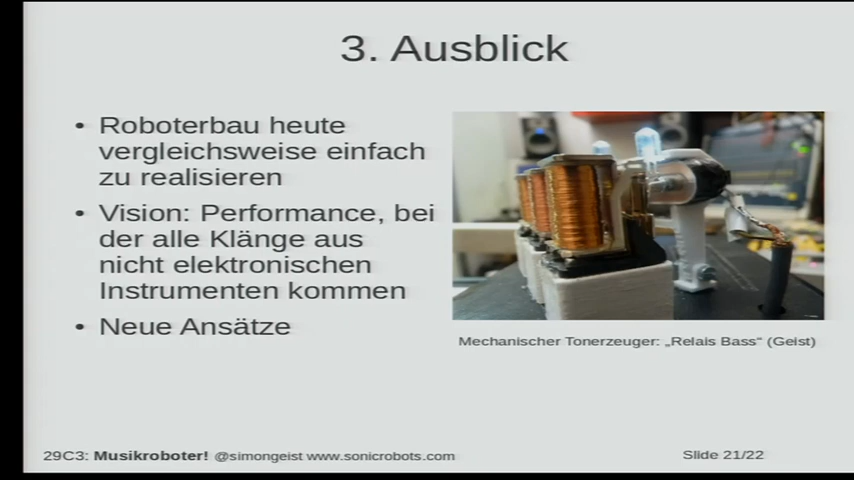 3. Ausblick
• Roboterbau heute
vergleichsweise einfach
zu realisieren
• Vision: Performance, bei
der alle Klänge aus
nicht elektronischen
Instrumenten kommen
• Neue Ansätze
Mechanischer Tonerzeuger: „Relais Bass“ (Geist)
29C3: Musikroboter! @simongeist www.sonicrobots.com
Slide 21/22